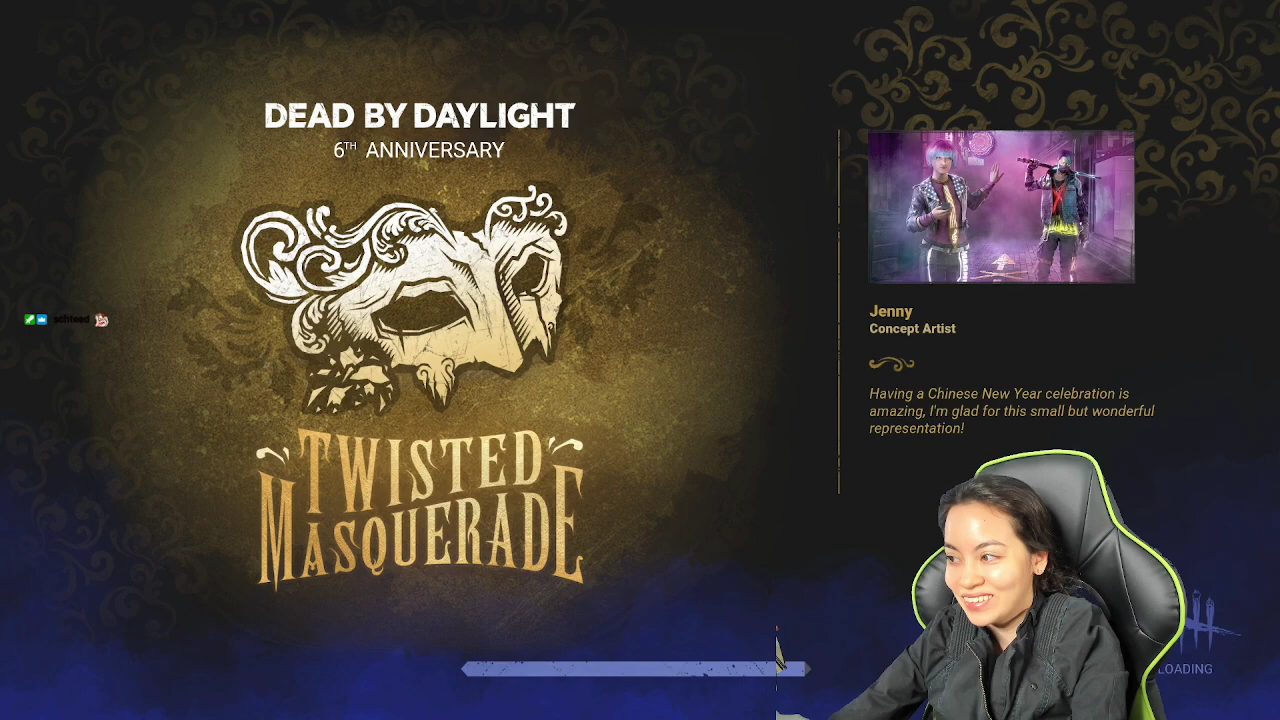 DEAD BY DAYLIGHT
6TH ANNIVERSARY
TWISTED
MASQUERADE
schteed
Jenny
Concept Artist
Having a Chinese New Year celebration is
amazing, I'm glad for this small but wonderful
representation!
LOADING